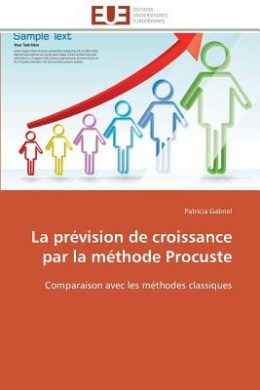 EUE
ÉDITIONS
UNIVERSITAIRES
EUROPÉENNES
Sample Text
Your Text Here
Patricia Gabriel
La prévision de croissance
par la méthode Procuste
Comparaison avec les méthodes classiques